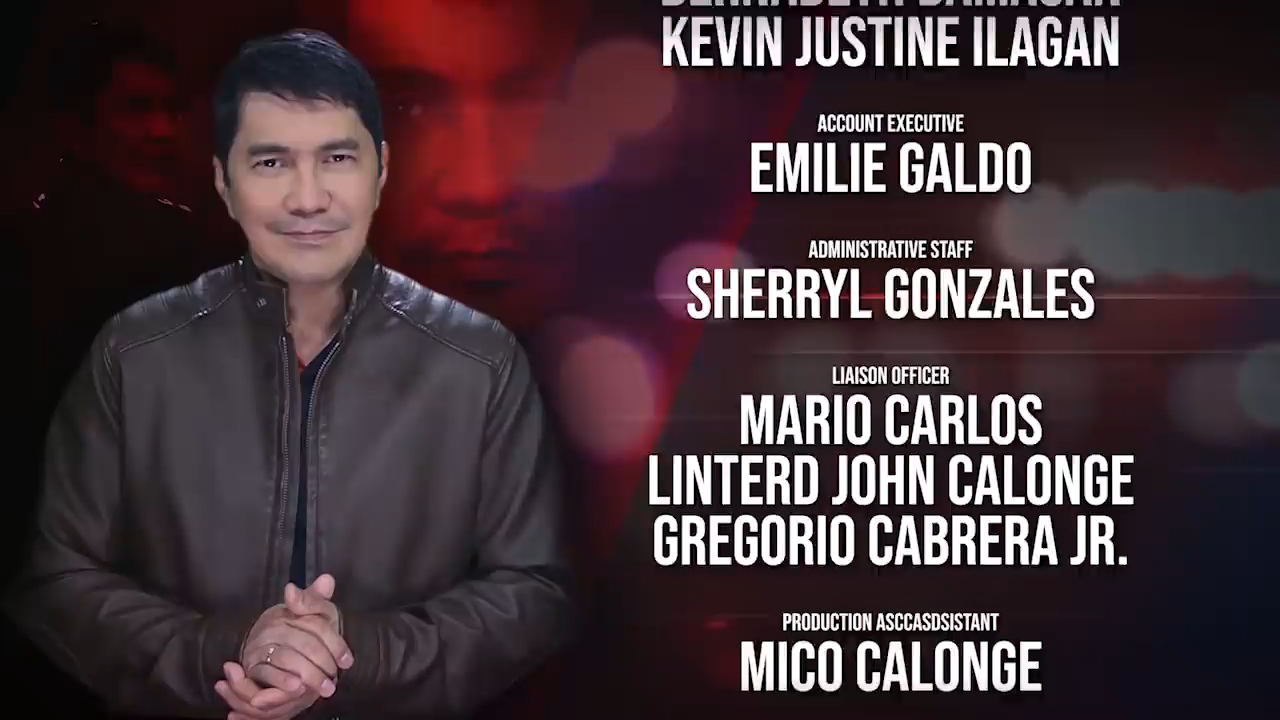 KEVIN JUSTINE ILAGAN
ACCOUNT EXECUTIVE
EMILIE GALDO
ADMINISTRATIVE STAFF
SHERRYL GONZALES
LIAISON OFFICER
MARIO CARLOS
LINTERD JOHN CALONGE
GREGORIO CABRERA JR.
PRODUCTION ASCCASDSISTANT
MICO CALONGE